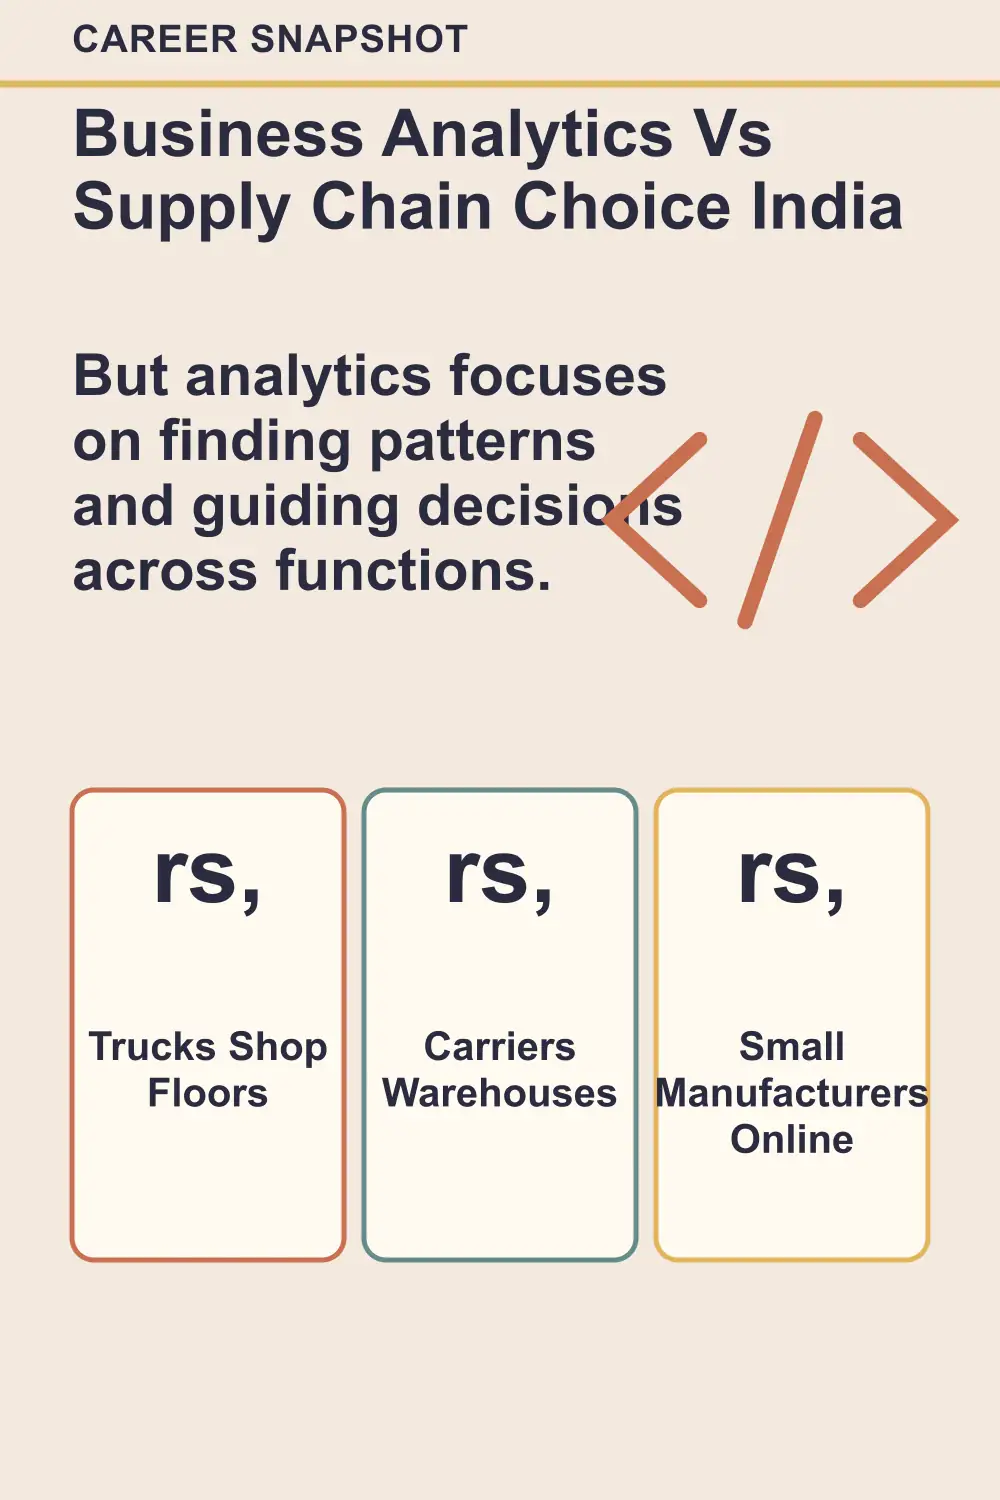 CAREER SNAPSHOT
Business Analytics Vs
Supply Chain Choice India
But analytics focuses
on finding patterns
and guiding decisions
across functions.
</>
rs,
Trucks Shop
Floors
rs,
Carriers
Warehouses
rs,
Small
Manufacturers
Online